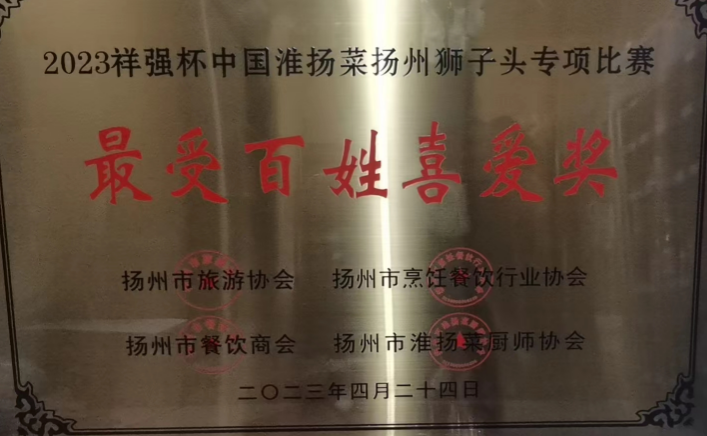 2023祥强杯中国淮扬菜扬州狮子头专项比赛
最受百姓喜爱奖
扬州市旅游协会 扬州市烹饪餐饮行业协会
扬州市餐饮商会 扬州市淮扬菜厨师协会
二〇二三年四月二十四日